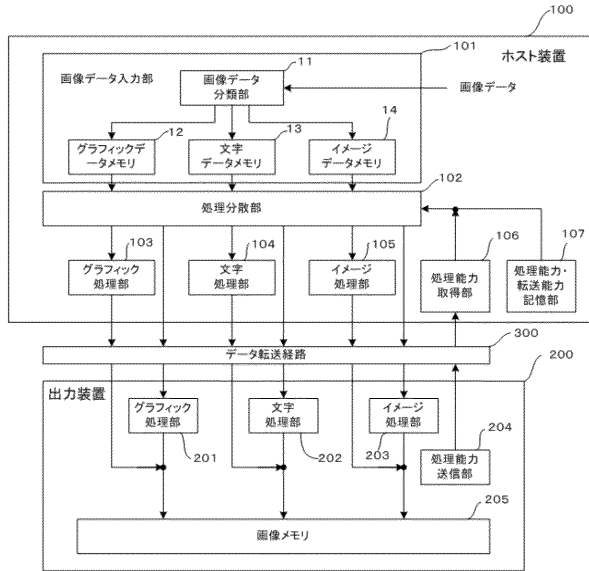 100
101
ホスト装置
11
画像データ入力部
画像データ
分類部
画像データ
12
13
14
グラフィックデ
ータメモリ
文字
データメモリ
イメージ
データメモリ
102
処理分散部
103
104
105
106
107
グラフィック
処理部
文字
処理部
イメージ
処理部
処理能力
取得部
処理能力・
転送能力
記憶部
300
データ転送経路
200
出力装置
グラフィック
処理部
文字
処理部
イメージ
処理部
201
202
203
204
処理能力
送信部
205
画像メモリ